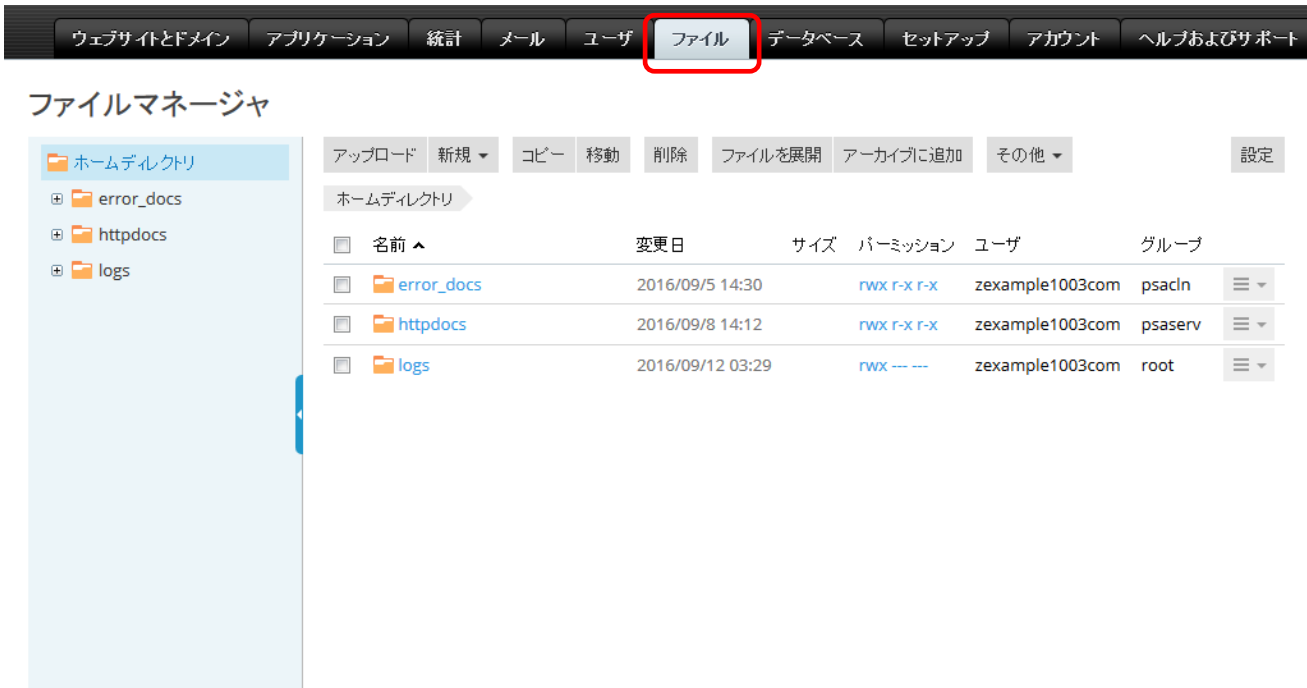 ウェブサイトとドメイン アプリケーション 統計 メール ユーザ ファイル データベース セットアップ アカウント ヘルプおよびサポート
ファイルマネージャ
ホームディレクトリ
error_docs
httpdocs
logs
アップロード 新規 コピー 移動 削除 ファイルを展開 アーカイブに追加 その他 設定
ホームディレクトリ
名前 変更日 サイズ パーミッション ユーザ グループ
error_docs 2016/09/5 14:30 rwx r-x r-x zexample1003com psacln
httpdocs 2016/09/8 14:12 rwx r-x r-x zexample1003com psaserv
logs 2016/09/12 03:29 rwx --- --- zexample1003com root